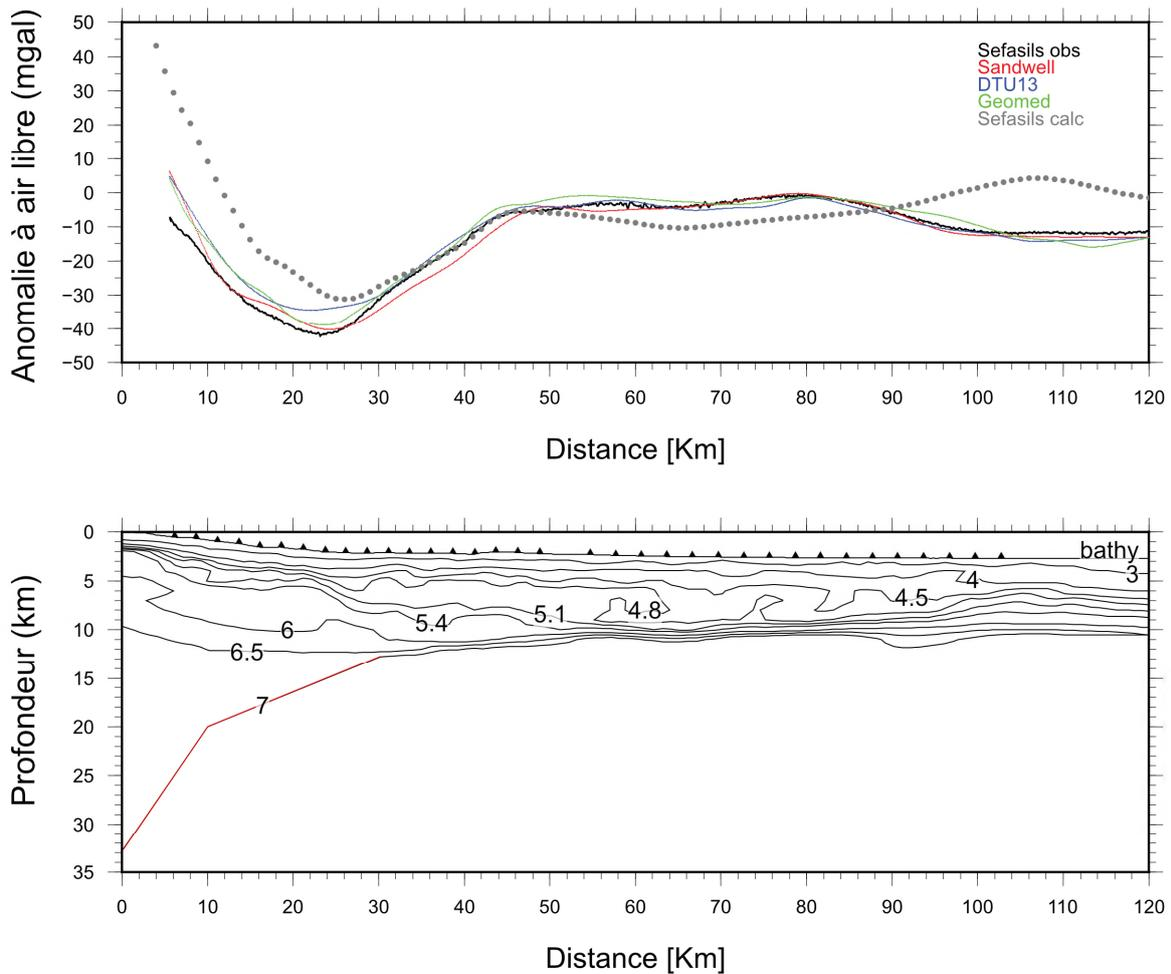 Anomalie à air libre (mgal)
50
40
30
20
10
0
−10
−20
−30
−40
−50
Sefasils obs
Sandwell
DTU13
Geomed
Sefasils calc
0 10 20 30 40 50 60 70 80 90 100 110 120
Distance [Km]
Profondeur (km)
0
5
10
15
20
25
30
35
bathy
3
4
4.5
4.8
5.1
5.4
6
6.5
7
0 10 20 30 40 50 60 70 80 90 100 110 120
Distance [Km]